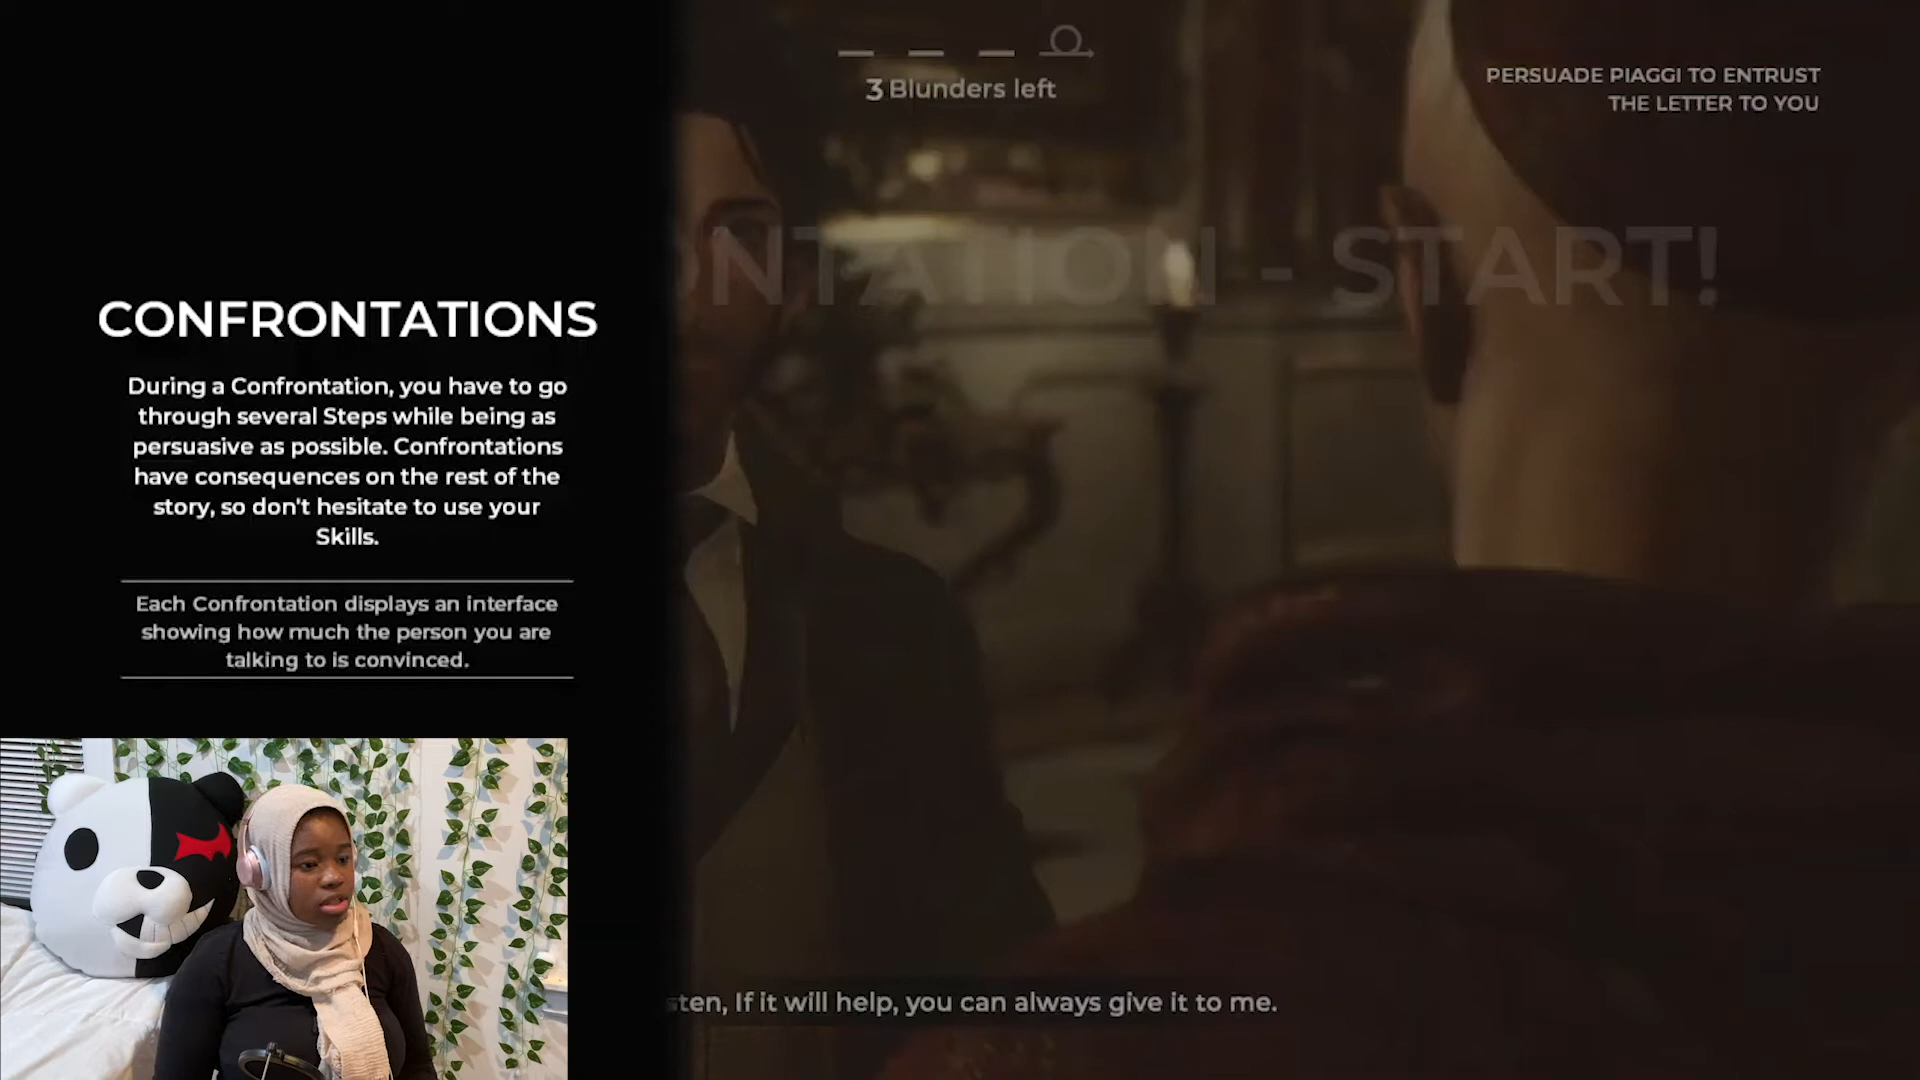 3 Blunders left
PERSUADE PIAGGI TO ENTRUST
THE LETTER TO YOU
ONTATION - START!
CONFRONTATIONS
During a Confrontation, you have to go
through several Steps while being as
persuasive as possible. Confrontations
have consequences on the rest of the
story, so don't hesitate to use your
Skills.
Each Confrontation displays an interface
showing how much the person you are
talking to is convinced.
sten, If it will help, you can always give it to me.